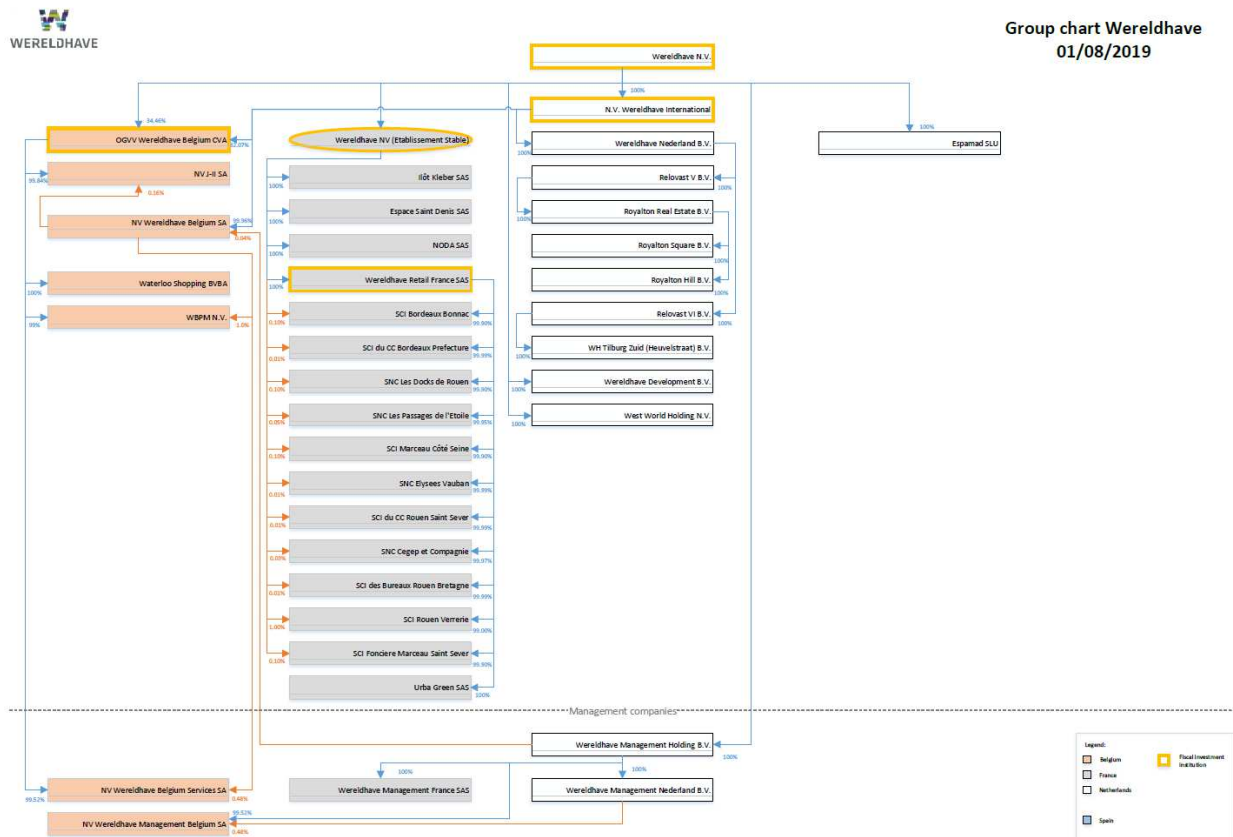 WERELDHAVE
Group chart Wereldhave
01/08/2019
Wereldhave N.V.
100%
N.V. Wereldhave International
34.46%
OGVV Wereldhave Belgium CVA
Wereldhave NV (Etablissement Stable)
Wereldhave Nederland B.V.
100%
100%
Espamad SLU
99.84%
NV J-II SA
100%
Ilôt Kleber SAS
Relovast V B.V.
100%
0.16%
Espace Saint Denis SAS
100%
Royalton Real Estate B.V.
100%
NV Wereldhave Belgium SA
99.96%
0.04%
NODA SAS
100%
Royalton Square B.V.
100%
Waterloo Shopping BVBA
100%
Wereldhave Retail France SAS
100%
Royalton Hill B.V.
100%
WBPM N.V.
99%
1.0%
SCI Bordeaux Bonnac
0.10%
99.90%
Relovast VI B.V.
100%
SCI du CC Bordeaux Prefecture
0.01%
99.99%
WH Tilburg Zuid (Heuvelstraat) B.V.
100%
SNC Les Docks de Rouen
0.10%
99.90%
Wereldhave Development B.V.
100%
SNC Les Passages de l'Etoile
0.05%
99.95%
West World Holding N.V.
100%
SCI Marceau Côté Seine
0.10%
99.90%
SNC Elysees Vauban
0.01%
99.99%
SCI du CC Rouen Saint Sever
0.01%
99.99%
SNC Cegep et Compagnie
0.03%
99.97%
SCI des Bureaux Rouen Bretagne
0.01%
99.99%
SCI Rouen Verrerie
1.00%
99.00%
SCI Fonciere Marceau Saint Sever
0.10%
99.90%
Urba Green SAS
100%
Management companies
Wereldhave Management Holding B.V.
100%
100%
100%
NV Wereldhave Belgium Services SA
99.52%
0.48%
Wereldhave Management France SAS
Wereldhave Management Nederland B.V.
NV Wereldhave Management Belgium SA
99.52%
0.48%
Legend:
Belgium
Fiscal Investment
Institution
France
Netherlands
Spain